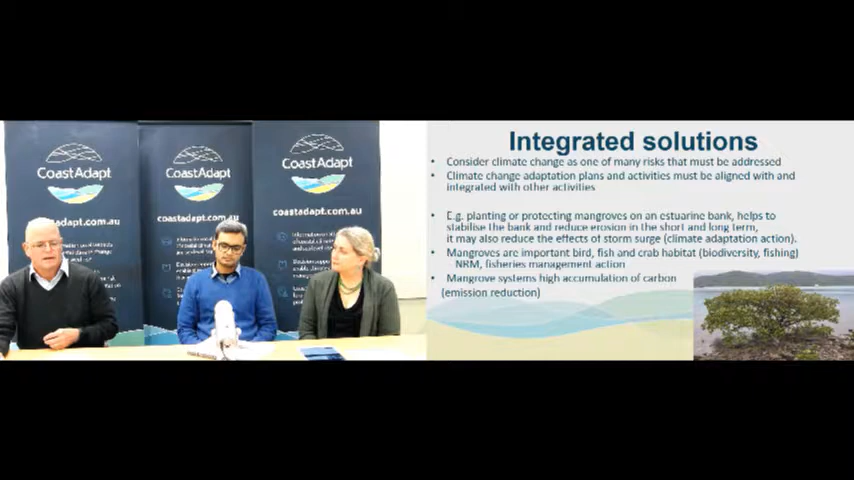 CoastAdapt
CoastAdapt
CoastAdapt
coastadapt.com.au
coastadapt.com.au
Integrated solutions
• Consider climate change as one of many risks that must be addressed
• Climate change adaptation plans and activities must be aligned with and
integrated with other activities
• E.g. planting or protecting mangroves on an estuarine bank, helps to
stabilise the bank and reduce erosion in the short and long term,
it may also reduce the effects of storm surge (climate adaptation action).
• Mangroves are important bird, fish and crab habitat (biodiversity, fishing)
NRM, fisheries management action
• Mangrove systems high accumulation of carbon
(emission reduction)